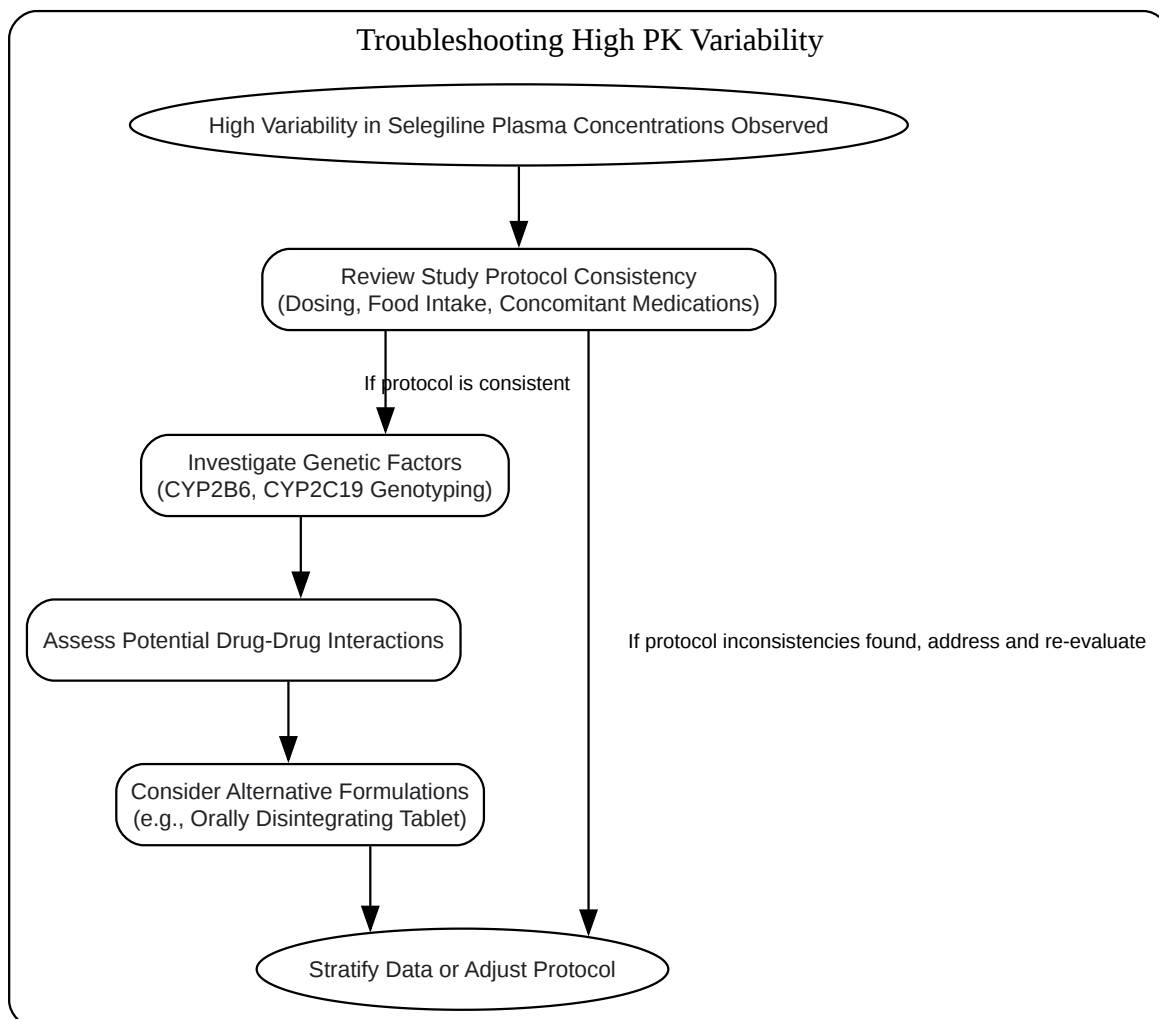 Troubleshooting High PK Variability
High Variability in Selegiline Plasma Concentrations Observed
Review Study Protocol Consistency
(Dosing, Food Intake, Concomitant Medications)
If protocol is consistent
Investigate Genetic Factors
(CYP2B6, CYP2C19 Genotyping)
Assess Potential Drug-Drug Interactions
If protocol inconsistencies found, address and re-evaluate
Consider Alternative Formulations
(e.g., Orally Disintegrating Tablet)
Stratify Data or Adjust Protocol